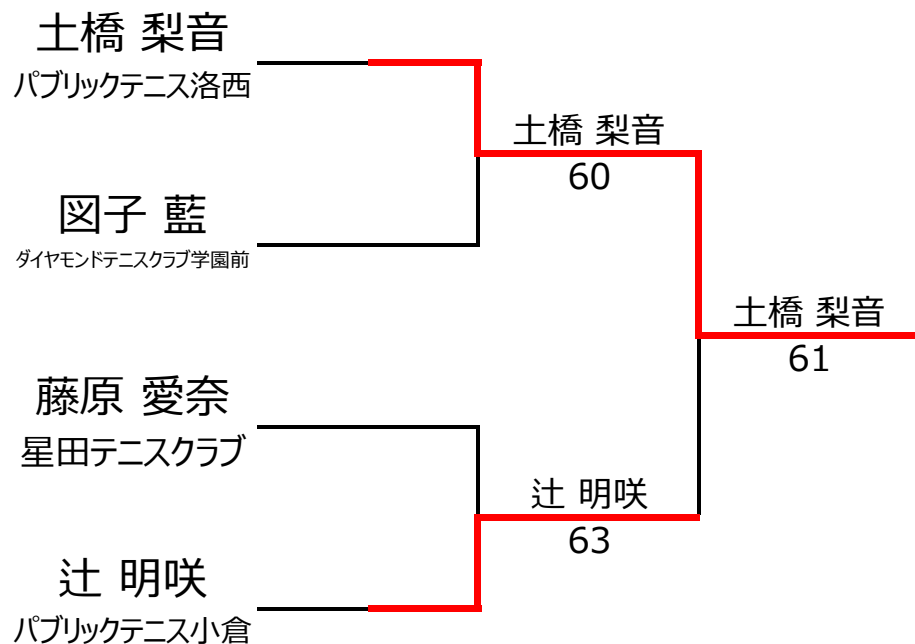 土橋 梨音
パブリックテニス洛西
土橋 梨音
60
図子 藍
ダイヤモンドテニスクラブ学園前
土橋 梨音
61
藤原 愛奈
星田テニスクラブ
辻 明咲
63
辻 明咲
パブリックテニス小倉